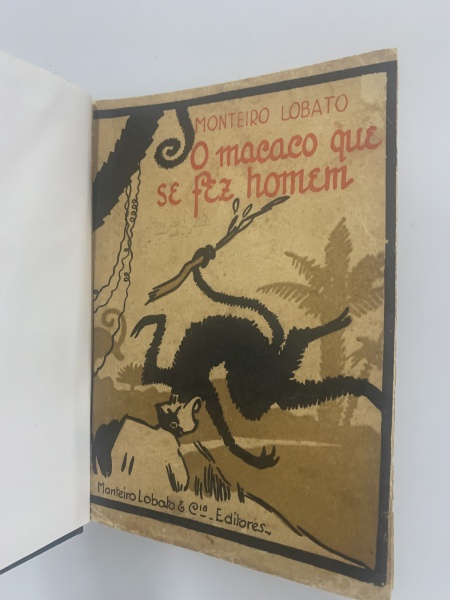 MONTEIRO LOBATO
O macaco que
SE fez homem
Monteiro Lobato & Cia. Editores